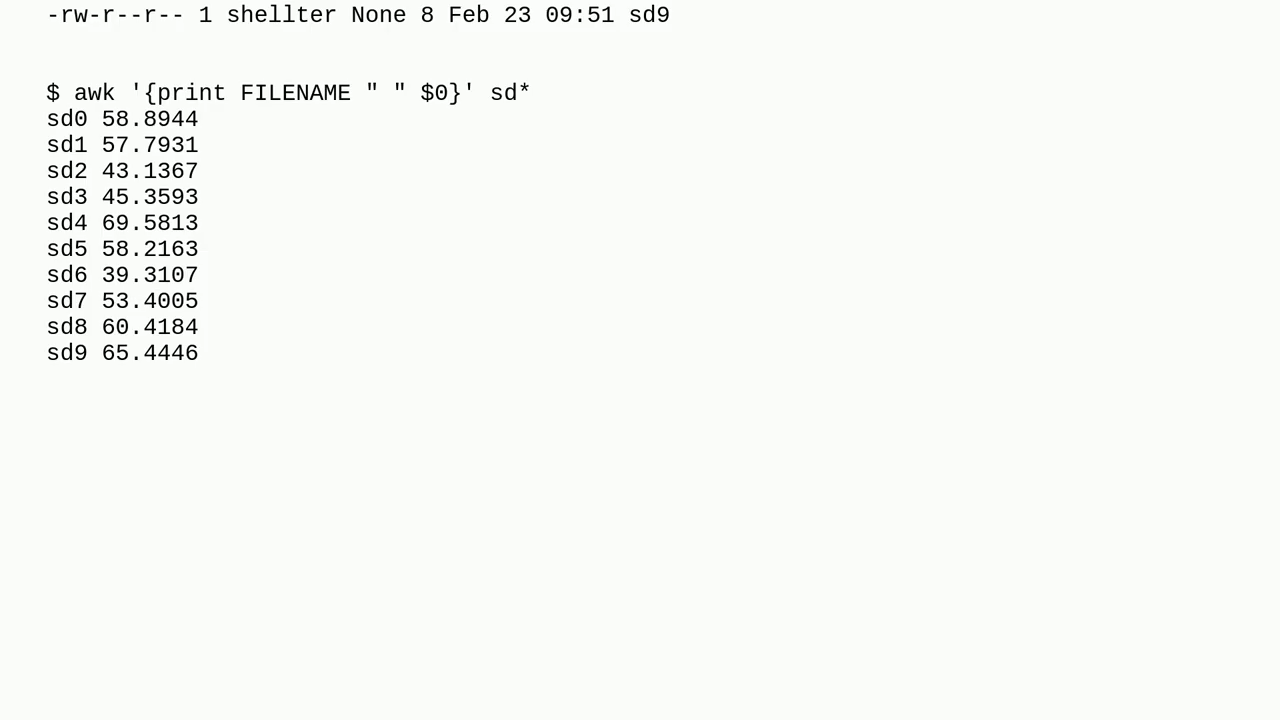 -rw-r--r-- 1 shellter None 8 Feb 23 09:51 sd9
$ awk '{print FILENAME " " $0}' sd*
sd0 58.8944
sd1 57.7931
sd2 43.1367
sd3 45.3593
sd4 69.5813
sd5 58.2163
sd6 39.3107
sd7 53.4005
sd8 60.4184
sd9 65.4446